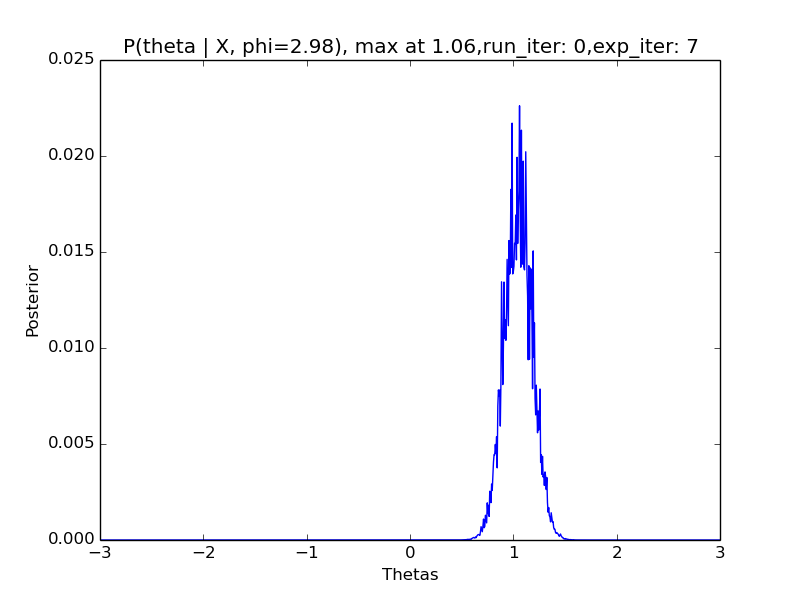 P(theta | X, phi=2.98), max at 1.06,run_iter: 0,exp_iter: 7
0.025
0.020
0.015
0.010
0.005
0.000
Posterior
−3 −2 −1 0 1 2 3
Thetas